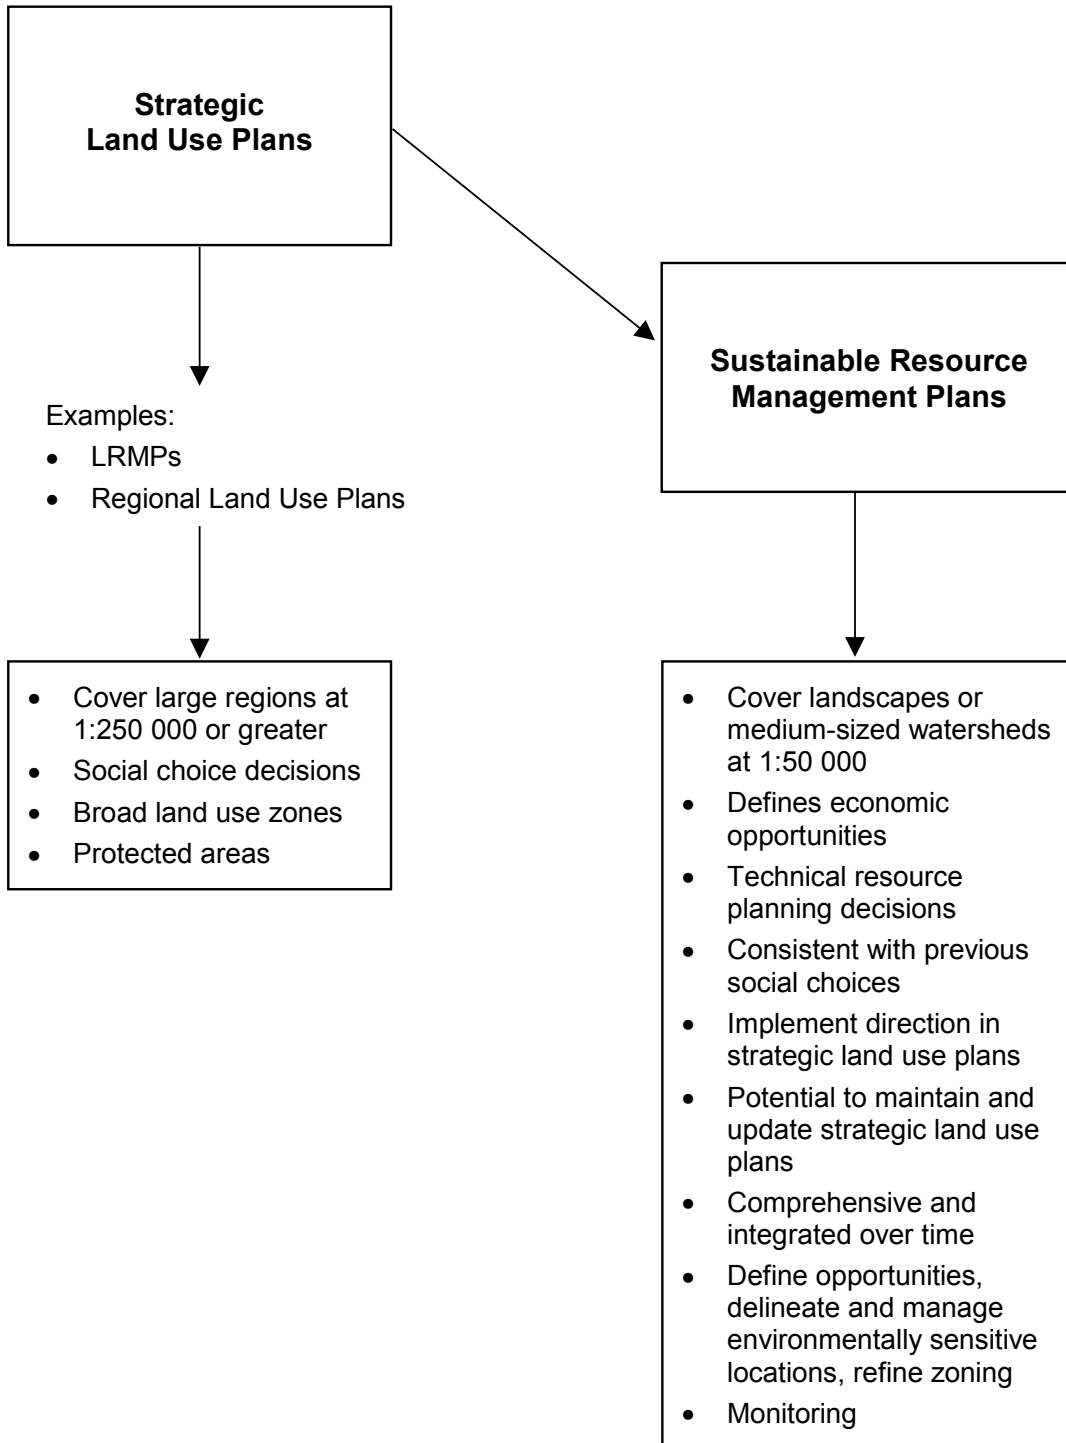 Strategic
Land Use Plans
Sustainable Resource
Management Plans
Examples:
• LRMPs
• Regional Land Use Plans
• Cover large regions at
1:250 000 or greater
• Social choice decisions
• Broad land use zones
• Protected areas
• Cover landscapes or
medium-sized watersheds
at 1:50 000
• Defines economic
opportunities
• Technical resource
planning decisions
• Consistent with previous
social choices
• Implement direction in
strategic land use plans
• Potential to maintain and
update strategic land use
plans
• Comprehensive and
integrated over time
• Define opportunities,
delineate and manage
environmentally sensitive
locations, refine zoning
• Monitoring